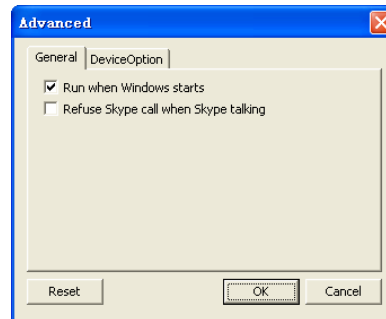 Advanced
General DeviceOption
Run when Windows starts
Refuse Skype call when Skype talking
Reset OK Cancel